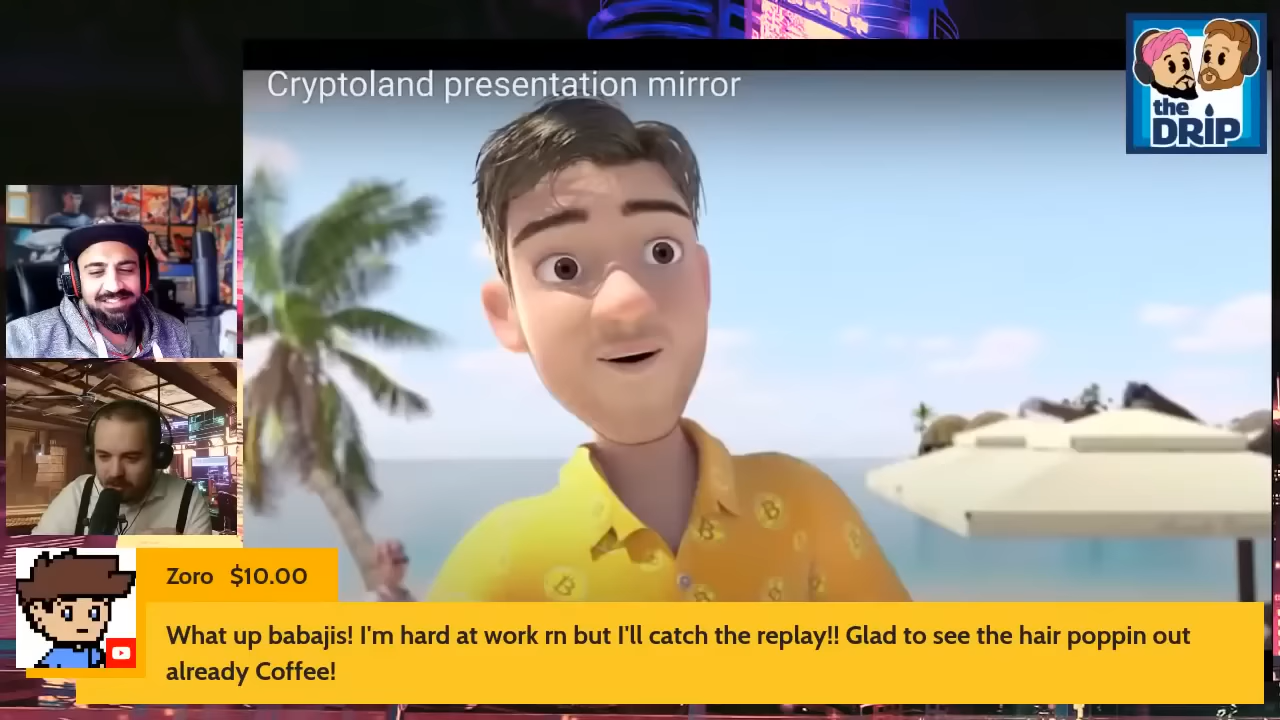 Cryptoland presentation mirror
the
DRIP
Zoro $10.00
What up babajis! I'm hard at work rn but I'll catch the replay!! Glad to see the hair poppin out
already Coffee!